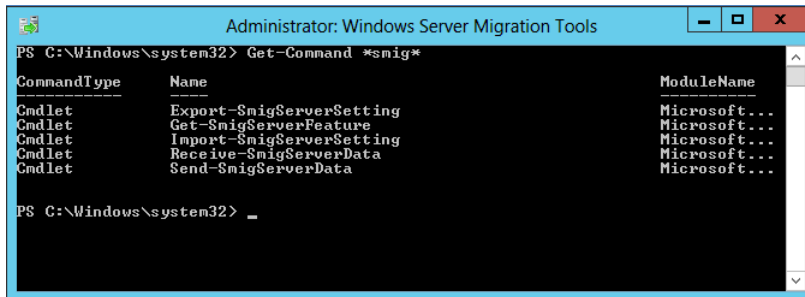 Administrator: Windows Server Migration Tools
PS C:\Windows\system32> Get-Command *smig*
CommandType Name ModuleName
----------- ---- ----------
Cmdlet Export-SmigServerSetting Microsoft...
Cmdlet Get-SmigServerFeature Microsoft...
Cmdlet Import-SmigServerSetting Microsoft...
Cmdlet Receive-SmigServerData Microsoft...
Cmdlet Send-SmigServerData Microsoft...
PS C:\Windows\system32> _